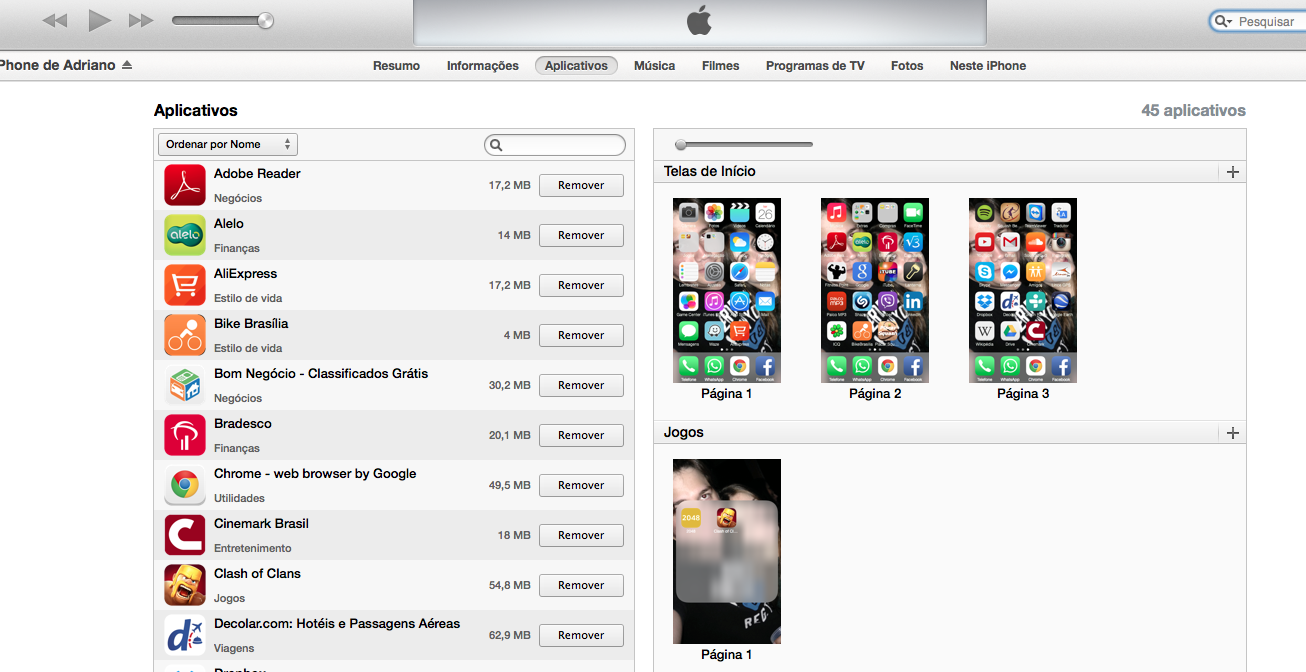 Pesquisar
Phone de Adriano
Resumo
Informações
Aplicativos
Música
Filmes
Programas de TV
Fotos
Neste iPhone
Aplicativos
45 aplicativos
Ordenar por Nome
Adobe Reader
Negócios
17,2 MB
Remover
Alelo
Finanças
14 MB
Remover
AliExpress
Estilo de vida
17,2 MB
Remover
Bike Brasília
Estilo de vida
4 MB
Remover
Bom Negócio - Classificados Grátis
Negócios
30,2 MB
Remover
Bradesco
Finanças
20,1 MB
Remover
Chrome - web browser by Google
Utilidades
49,5 MB
Remover
Cinemark Brasil
Entretenimento
18 MB
Remover
Clash of Clans
Jogos
54,8 MB
Remover
Decolar.com: Hotéis e Passagens Aéreas
Viagens
62,9 MB
Remover
Dropbox
alelo
Telas de Início
Página 1
Página 2
Página 3
Jogos
2048
Página 1